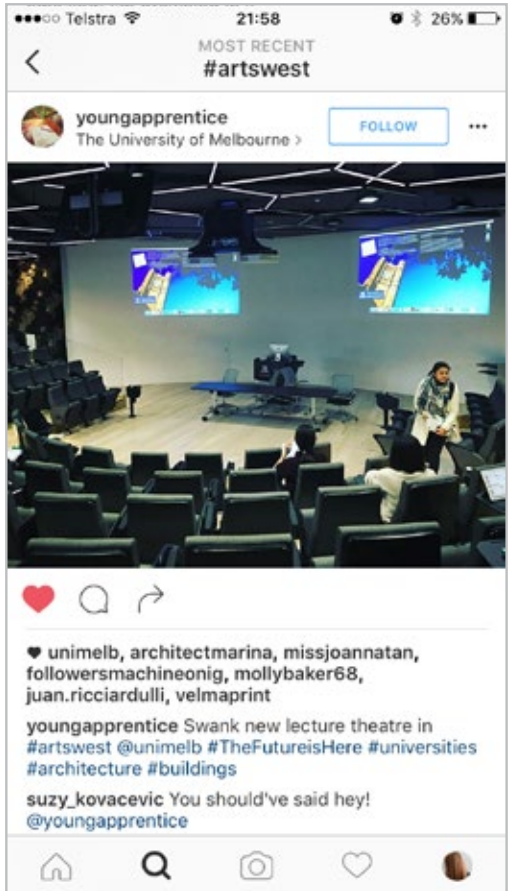 Telstra 21:58 26%
MOST RECENT
#artswest
youngapprentice
The University of Melbourne >
FOLLOW
unimelb, architectmarina, missjoannatan,
followersmachineonig, mollybaker68,
juan.ricciardulli, velmaprint
youngapprentice Swank new lecture theatre in
#artswest @unimelb #TheFutureisHere #universities
#architecture #buildings
suzy_kovacevic You should've said hey!
@youngapprentice